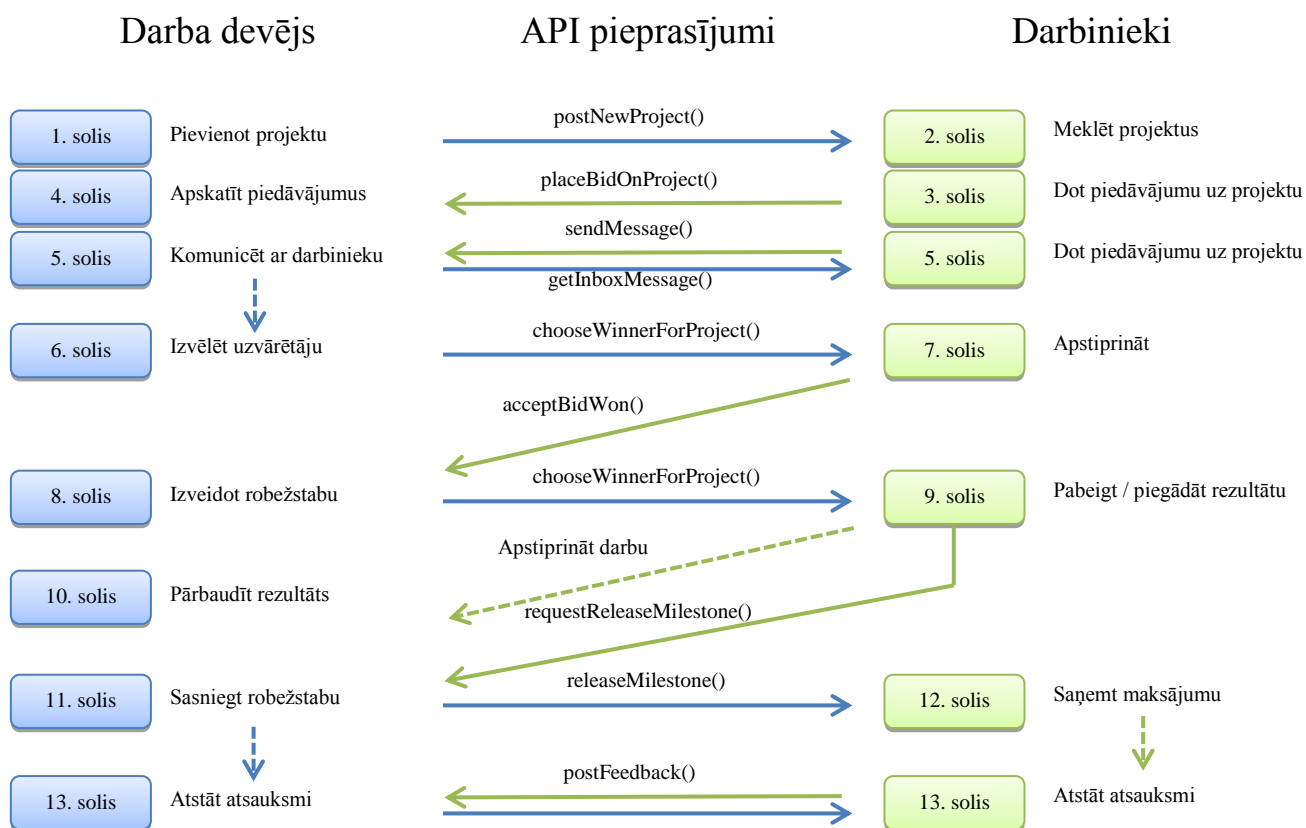 Darba devējs API pieprasījumi Darbinieki
1. solis Pievienot projektu postNewProject() 2. solis Meklēt projektus
4. solis Apskatīt piedāvājumus placeBidOnProject() 3. solis Dot piedāvājumu uz projektu
5. solis Komunicēt ar darbinieku sendMessage() 5. solis Dot piedāvājumu uz projektu
getInboxMessage()
6. solis Izvēlēt uzvārētāju chooseWinnerForProject() 7. solis Apstiprināt
acceptBidWon()
8. solis Izveidot robežstabu chooseWinnerForProject() 9. solis Pabeigt / piegādāt rezultātu
Apstiprināt darbu
10. solis Pārbaudīt rezultāts
requestReleaseMilestone()
11. solis Sasniegt robežstabu releaseMilestone() 12. solis Saņemt maksājumu
13. solis Atstāt atsauksmi postFeedback() 13. solis Atstāt atsauksmi